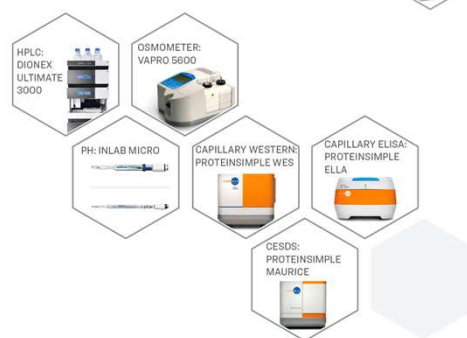 HPLC:
DIONEX
ULTIMATE
3000
OSMOMETER:
VAPRO 5600
PH: INLAB MICRO
CAPILLARY WESTERN:
PROTEINSIMPLE WES
CAPILLARY ELISA:
PROTEINSIMPLE
ELLA
CESDS:
PROTEINSIMPLE
MAURICE